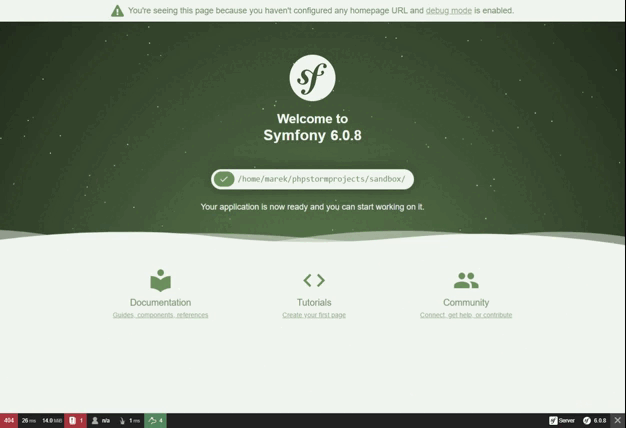 You're seeing this page because you haven't configured any homepage URL and debug mode is enabled.
sf
Welcome to
Symfony 6.0.8
/home/marek/phpstormprojects/sandbox/
Your application is now ready and you can start working on it.
Documentation
Tutorials
Community
Guides, components, references
Create your first page
Connect, get help, or contribute
404 26 ms 14.0 MiB 1 n/a 1 ms 4 Server 6.0.8